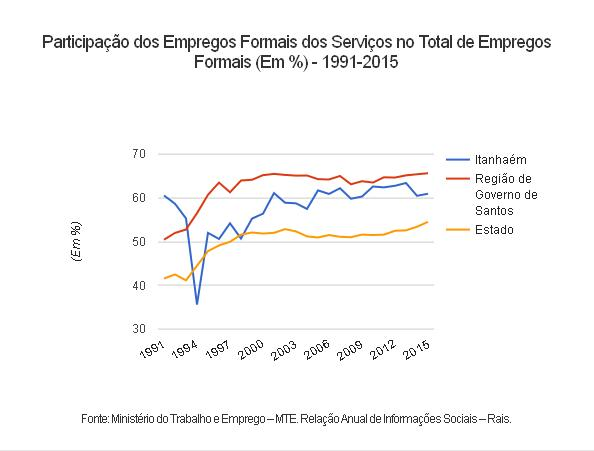 Participação dos Empregos Formais dos Serviços no Total de Empregos
Formais (Em %) - 1991-2015
70
60
50
40
30
(Em %)
1991
1994
1997
2000
2003
2006
2009
2012
2015
Itanhaém
Região de
Governo de
Santos
Estado
Fonte: Ministério do Trabalho e Emprego – MTE. Relação Anual de Informações Sociais – Rais.